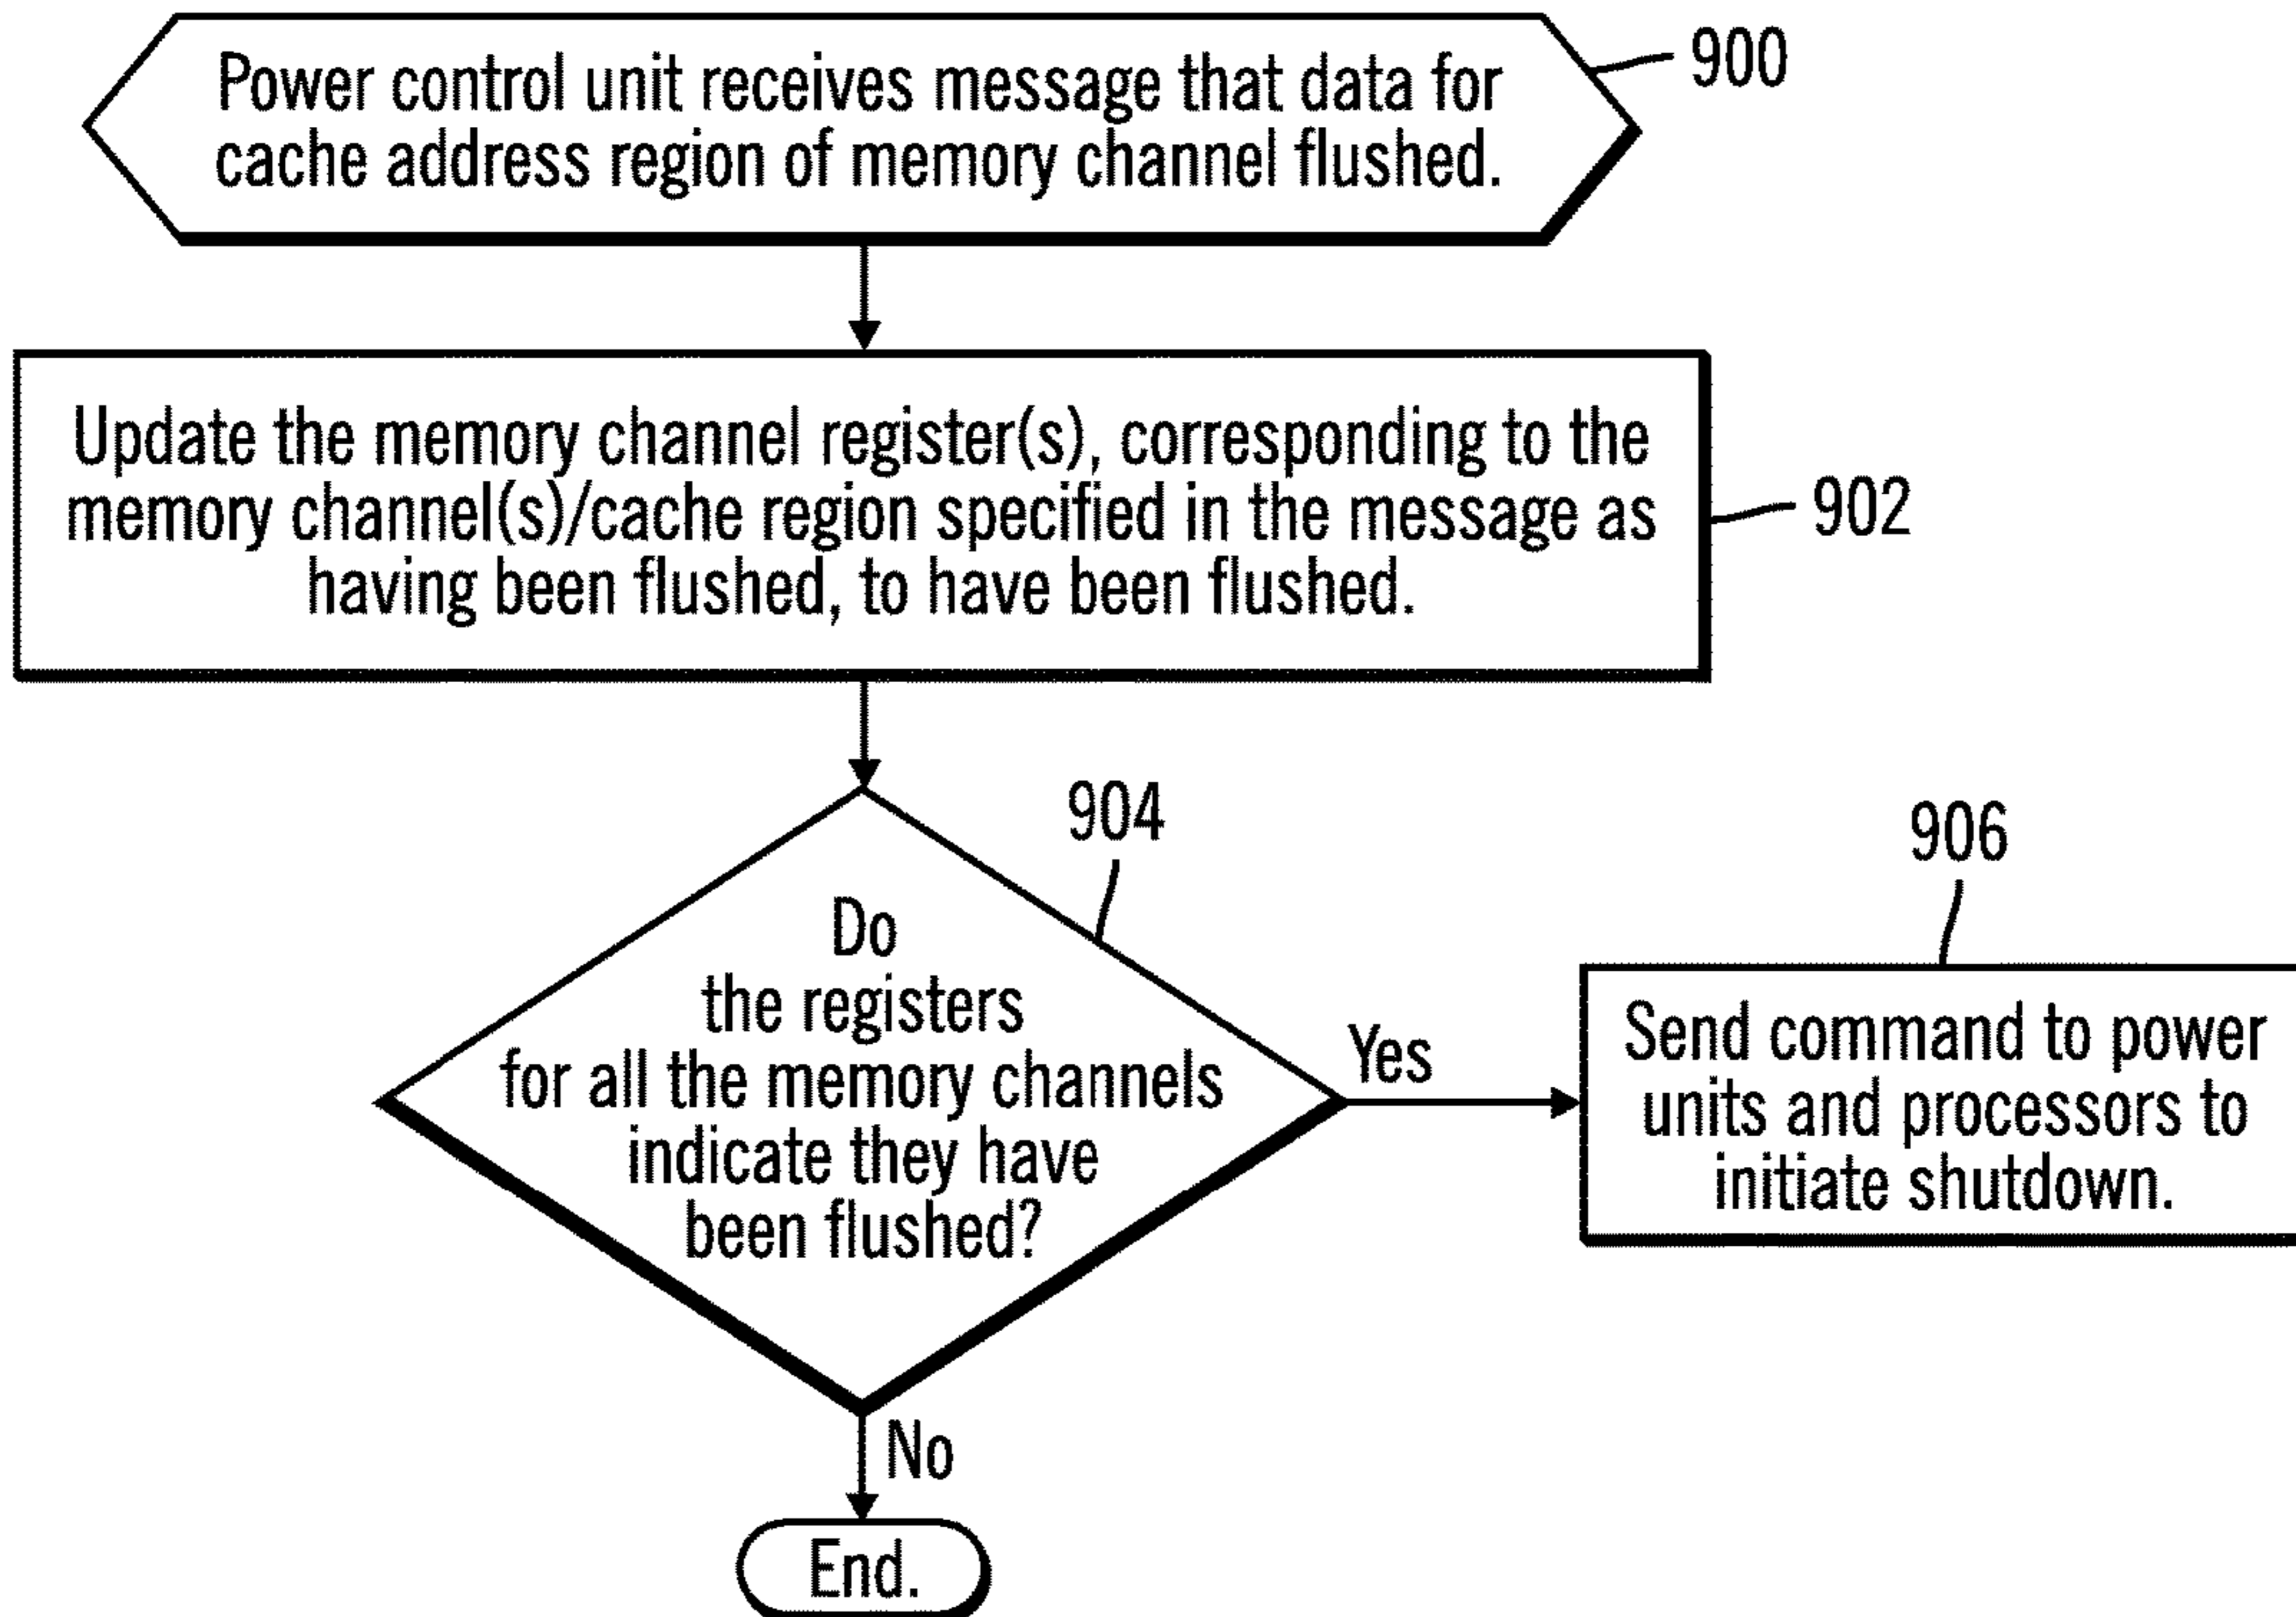 Power control unit receives message that data for
cache address region of memory channel flushed.
900
Update the memory channel register(s), corresponding to the
memory channel(s)/cache region specified in the message as
having been flushed, to have been flushed.
902
904
Do
the registers
for all the memory channels
indicate they have
been flushed?
Yes
906
Send command to power
units and processors to
initiate shutdown.
No
End.